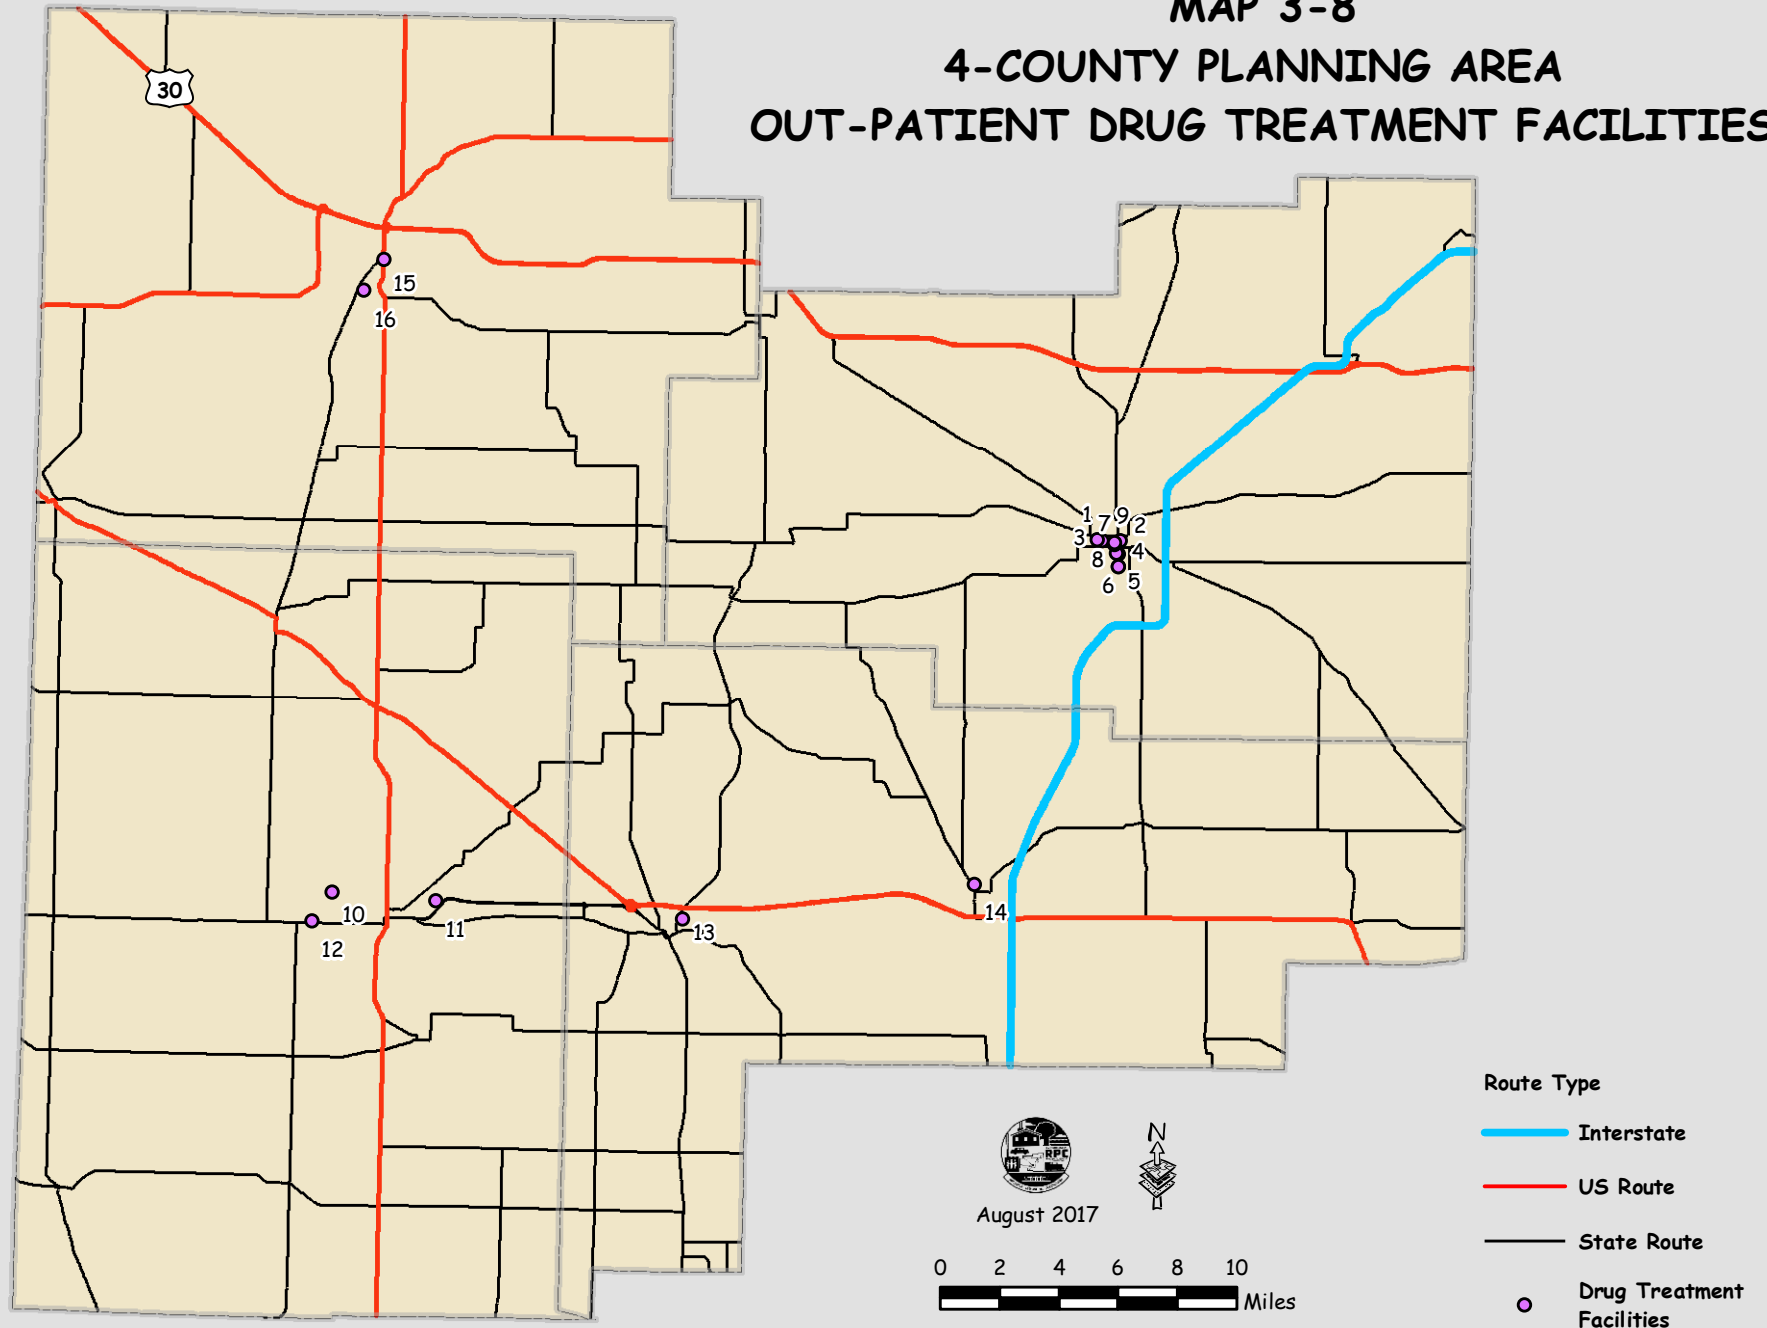 MAP 3-8
4-COUNTY PLANNING AREA
OUT-PATIENT DRUG TREATMENT FACILITIES
30
15
16
1
7
9
2
3
8
4
6
5
10
12
11
13
14
Route Type
Interstate
US Route
State Route
Drug Treatment
Facilities
RPC
N
August 2017
0 2 4 6 8 10
Miles